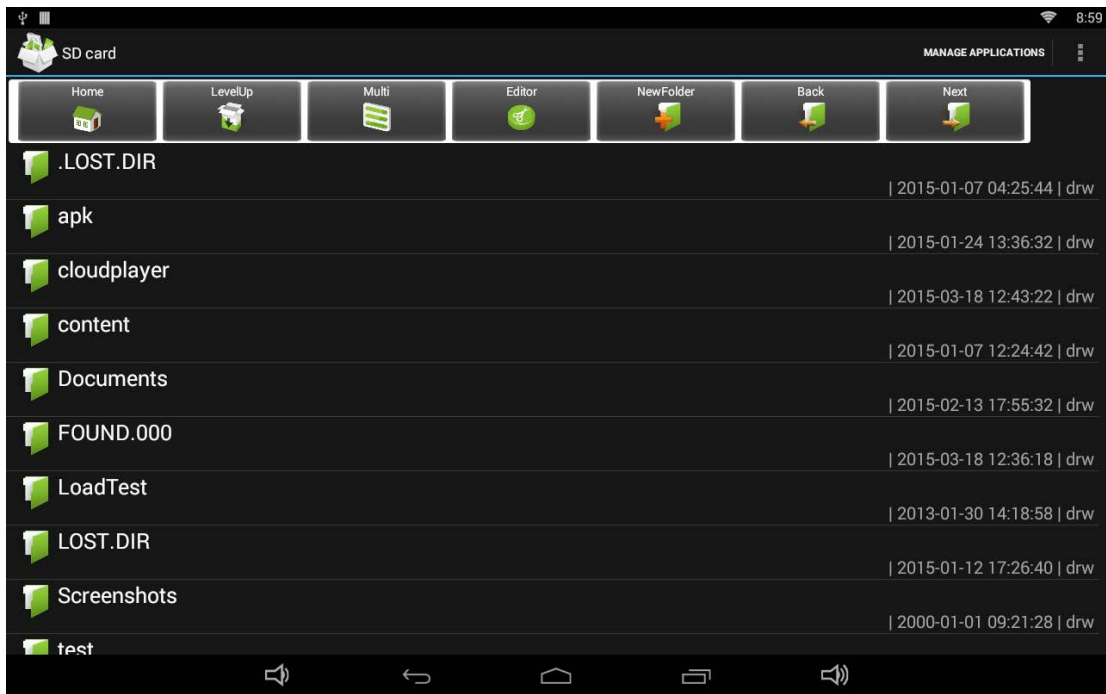 8:59
SD card MANAGE APPLICATIONS
Home LevelUp Multi Editor NewFolder Back Next
.LOST.DIR
| 2015-01-07 04:25:44 | drw
apk
| 2015-01-24 13:36:32 | drw
cloudplayer
| 2015-03-18 12:43:22 | drw
content
| 2015-01-07 12:24:42 | drw
Documents
| 2015-02-13 17:55:32 | drw
FOUND.000
| 2015-03-18 12:36:18 | drw
LoadTest
| 2013-01-30 14:18:58 | drw
LOST.DIR
| 2015-01-12 17:26:40 | drw
Screenshots
| 2000-01-01 09:21:28 | drw
test